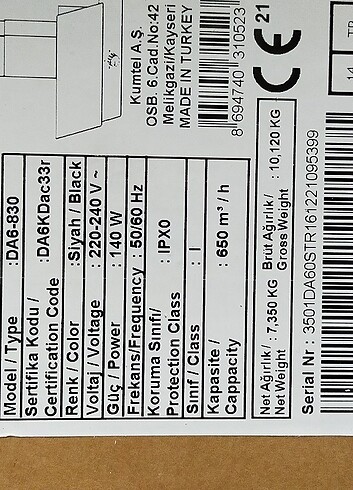 Kumtel A.Ş.
OSB. 6.Cad.No:42
Melikgazi/Kayseri
MADE IN TURKEY
8 694740 310523
CE 21
Model / Type :DA6-830
Sertifika Kodu / :DA6KDac33r
Certification Code
Renk / Color :Siyah / Black
Voltaj / Voltage : 220-240 V ~
Güç / Power : 140 W
Frekans/Frequency : 50/60 Hz
Koruma Sınıfı/ : IPX0
Protection Class
Sınıf / Class : I
Kapasite / : 650 m³ / h
Cappacity
Net Ağırlık/ : 7,350 KG Brüt Ağırlık/ : 10,120 KG
Net Weight Gross Weight
Serial Nr : 3501DA60STR161221095399